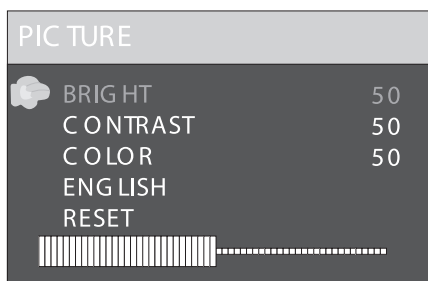 PICTURE
BRIGHT 50
CONTRAST 50
COLOR 50
ENGLISH
RESET